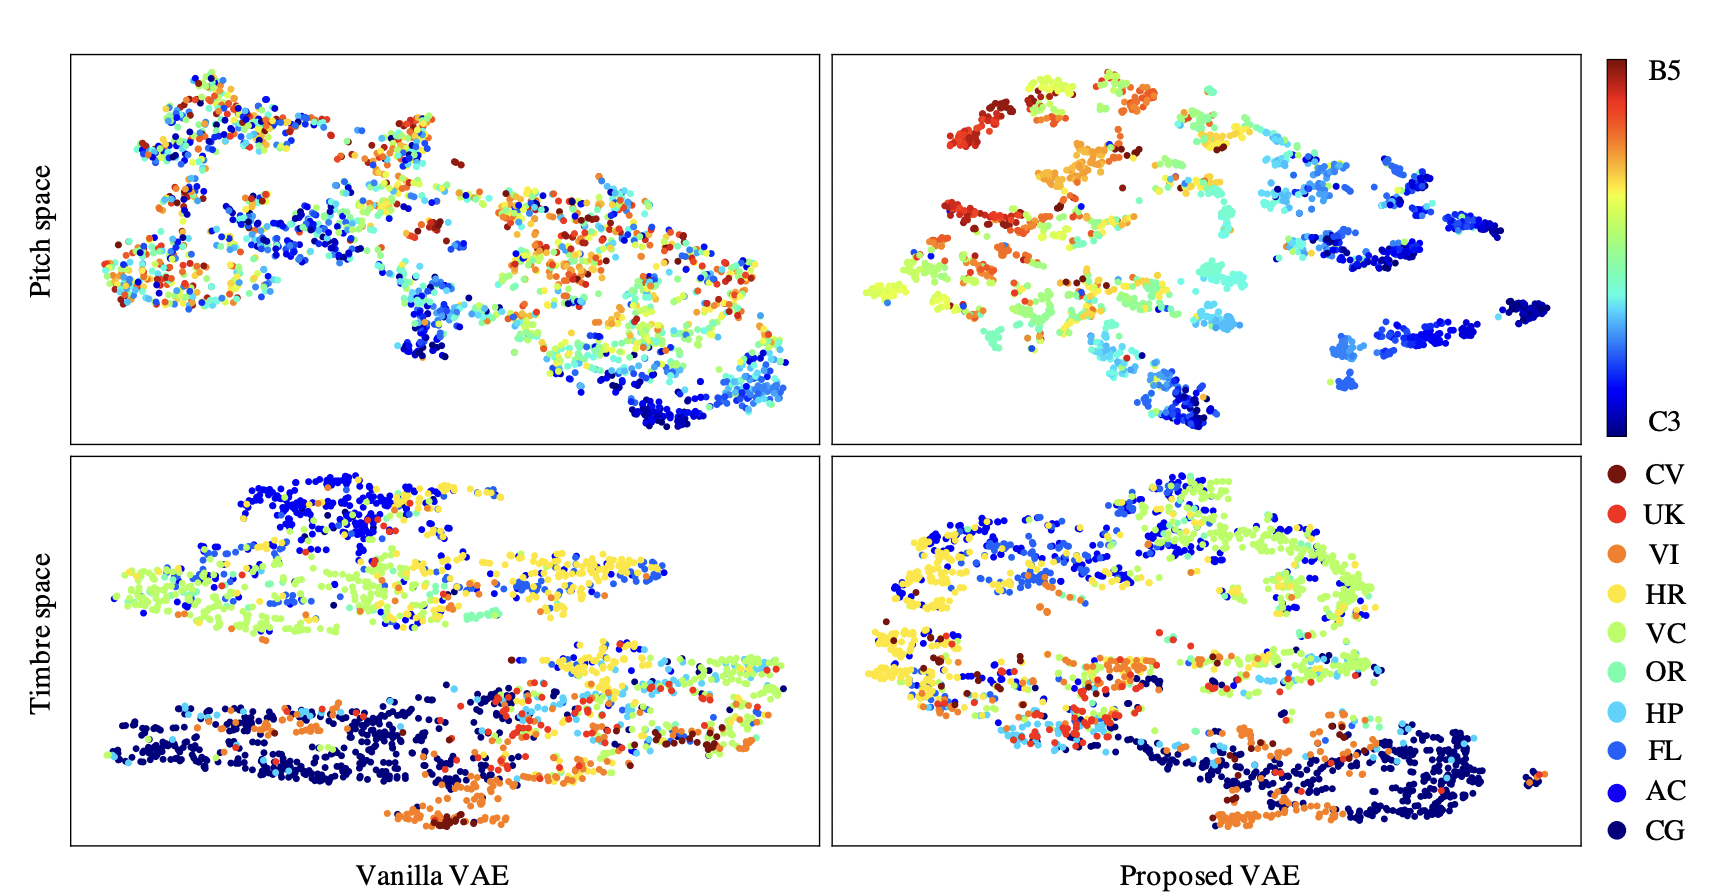 Pitch space
B5
C3
Timbre space
CV
UK
VI
HR
VC
OR
HP
FL
AC
CG
Vanilla VAE
Proposed VAE